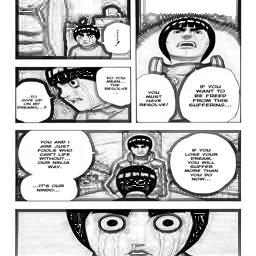 ...!
IF YOU
WANT TO
BE FREED
FROM THIS
SUFFERING...
YOU
MUST
HAVE
RESOLVE!
DO YOU
MEAN...
THE
RESOLVE
...
...TO
GIVE UP
ON MY
DREAMS...?
IF YOU
LOSE YOUR
DREAM,
YOU WILL
SUFFER
MORE THAN
YOU DO
NOW...
YOU AND I
ARE JUST
FOOLS WHO
CAN'T LIVE
WITHOUT...
OUR NINJA
WAY.
...IT'S OUR
NINDO...